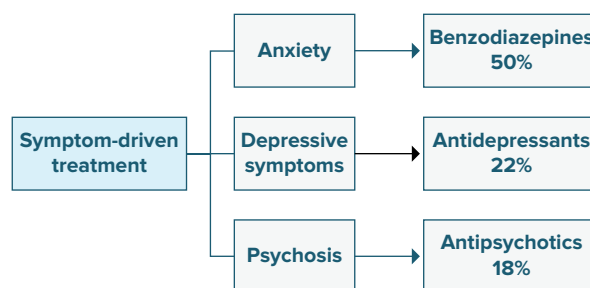 Symptom-driven
treatment
Anxiety
Benzodiazepines
50%
Depressive
symptoms
Antidepressants
22%
Psychosis
Antipsychotics
18%